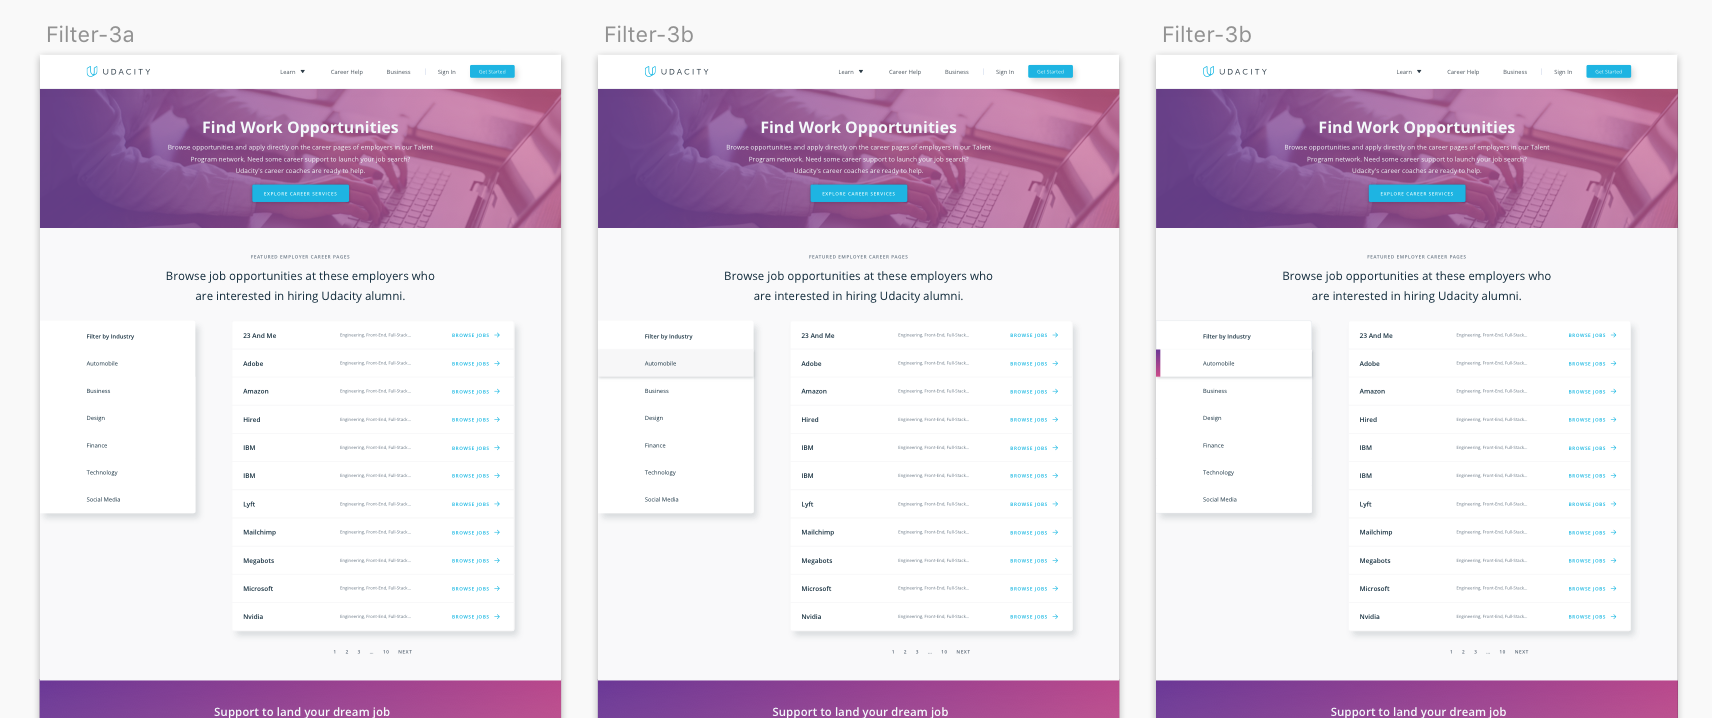 Filter-3a
UDACITY
Learn
Career Help
Business
Sign In
Get Started
Find Work Opportunities
Browse opportunities and apply directly on the career pages of employers in our Talent
Program network. Need some career support to launch your job search?
Udacity's career coaches are ready to help.
EXPLORE CAREER SERVICES
FEATURED EMPLOYER CAREER PAGES
Browse job opportunities at these employers who
are interested in hiring Udacity alumni.
Filter by Industry
Automobile
Business
Design
Finance
Technology
Social Media
23 And Me Engineering, Front-End, Full-Stack... BROWSE JOBS
Adobe Engineering, Front-End, Full-Stack... BROWSE JOBS
Amazon Engineering, Front-End, Full-Stack... BROWSE JOBS
Hired Engineering, Front-End, Full-Stack... BROWSE JOBS
IBM Engineering, Front-End, Full-Stack... BROWSE JOBS
IBM Engineering, Front-End, Full-Stack... BROWSE JOBS
Lyft Engineering, Front-End, Full-Stack... BROWSE JOBS
Mailchimp Engineering, Front-End, Full-Stack... BROWSE JOBS
Megabots Engineering, Front-End, Full-Stack... BROWSE JOBS
Microsoft Engineering, Front-End, Full-Stack... BROWSE JOBS
Nvidia Engineering, Front-End, Full-Stack... BROWSE JOBS
1 2 3 ... 10 NEXT
Support to land your dream job
Filter-3b
UDACITY
Learn
Career Help
Business
Sign In
Get Started
Find Work Opportunities
Browse opportunities and apply directly on the career pages of employers in our Talent
Program network. Need some career support to launch your job search?
Udacity's career coaches are ready to help.
EXPLORE CAREER SERVICES
FEATURED EMPLOYER CAREER PAGES
Browse job opportunities at these employers who
are interested in hiring Udacity alumni.
Filter by Industry
Automobile
Business
Design
Finance
Technology
Social Media
23 And Me Engineering, Front-End, Full-Stack... BROWSE JOBS
Adobe Engineering, Front-End, Full-Stack... BROWSE JOBS
Amazon Engineering, Front-End, Full-Stack... BROWSE JOBS
Hired Engineering, Front-End, Full-Stack... BROWSE JOBS
IBM Engineering, Front-End, Full-Stack... BROWSE JOBS
IBM Engineering, Front-End, Full-Stack... BROWSE JOBS
Lyft Engineering, Front-End, Full-Stack... BROWSE JOBS
Mailchimp Engineering, Front-End, Full-Stack... BROWSE JOBS
Megabots Engineering, Front-End, Full-Stack... BROWSE JOBS
Microsoft Engineering, Front-End, Full-Stack... BROWSE JOBS
Nvidia Engineering, Front-End, Full-Stack... BROWSE JOBS
1 2 3 ... 10 NEXT
Support to land your dream job
Filter-3b
UDACITY
Learn
Career Help
Business
Sign In
Get Started
Find Work Opportunities
Browse opportunities and apply directly on the career pages of employers in our Talent
Program network. Need some career support to launch your job search?
Udacity's career coaches are ready to help.
EXPLORE CAREER SERVICES
FEATURED EMPLOYER CAREER PAGES
Browse job opportunities at these employers who
are interested in hiring Udacity alumni.
Filter by Industry
Automobile
Business
Design
Finance
Technology
Social Media
23 And Me Engineering, Front-End, Full-Stack... BROWSE JOBS
Adobe Engineering, Front-End, Full-Stack... BROWSE JOBS
Amazon Engineering, Front-End, Full-Stack... BROWSE JOBS
Hired Engineering, Front-End, Full-Stack... BROWSE JOBS
IBM Engineering, Front-End, Full-Stack... BROWSE JOBS
IBM Engineering, Front-End, Full-Stack... BROWSE JOBS
Lyft Engineering, Front-End, Full-Stack... BROWSE JOBS
Mailchimp Engineering, Front-End, Full-Stack... BROWSE JOBS
Megabots Engineering, Front-End, Full-Stack... BROWSE JOBS
Microsoft Engineering, Front-End, Full-Stack... BROWSE JOBS
Nvidia Engineering, Front-End, Full-Stack... BROWSE JOBS
1 2 3 ... 10 NEXT
Support to land your dream job